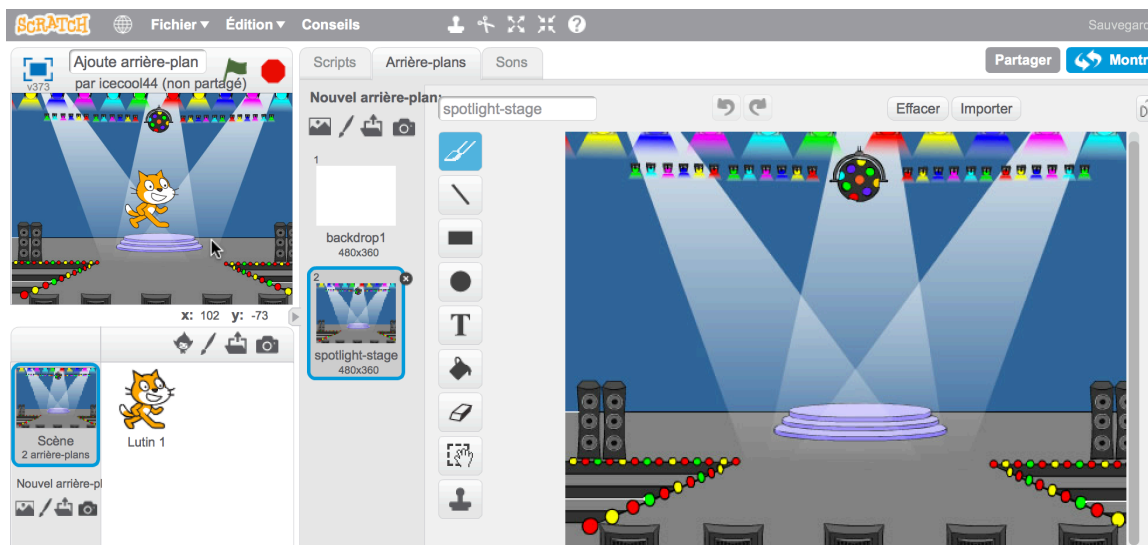 SCRATCH Fichier▼ Édition▼ Conseils Sauvegard
Ajoute arrière-plan
v373 par icecool44 (non partagé)
Scripts Arrière-plans Sons
Partager Montr
Nouvel arrière-plan:
spotlight-stage
Effacer Importer
1
backdrop1
480x360
2
spotlight-stage
480x360
T
x: 102 y: -73
Scène
2 arrière-plans
Lutin 1
Nouvel arrière-pl